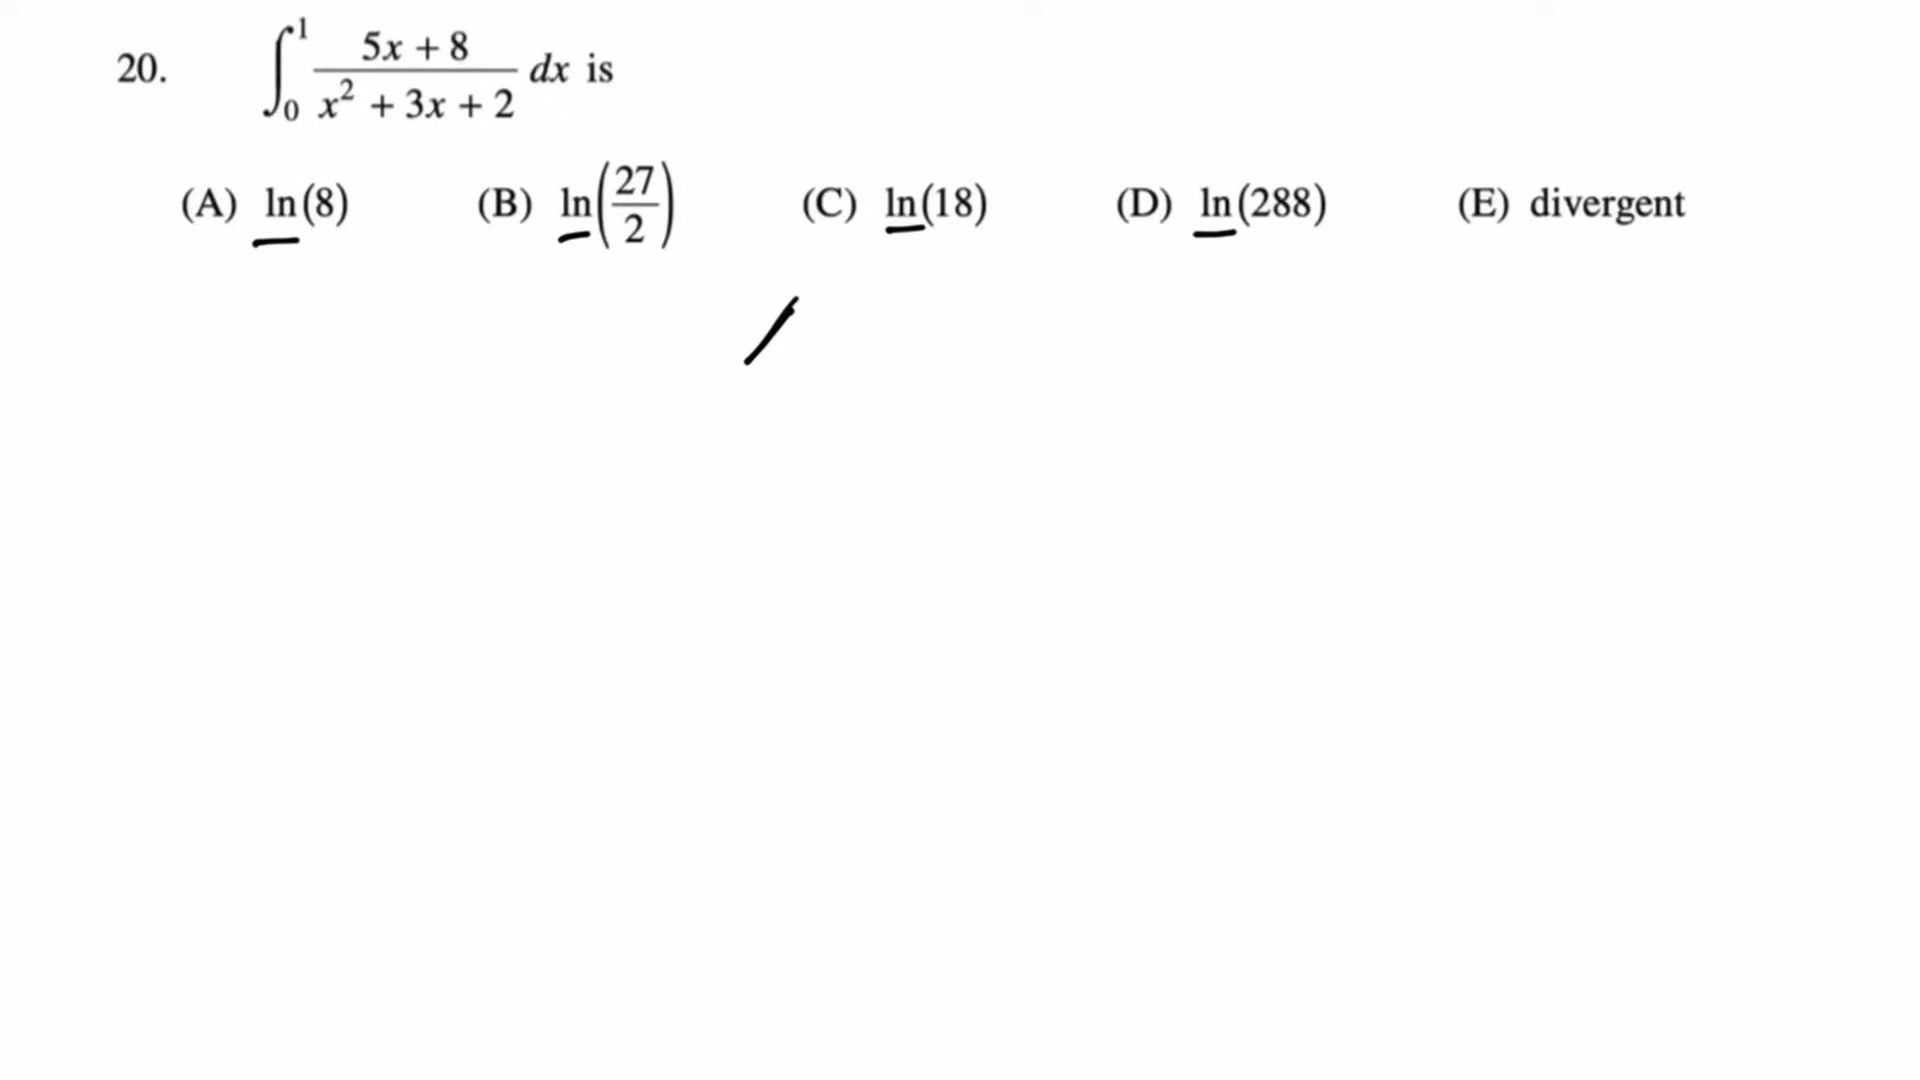 20. ∫₀¹ (5x + 8)/(x² + 3x + 2) dx is
(A) ln(8) (B) ln(27/2) (C) ln(18) (D) ln(288) (E) divergent